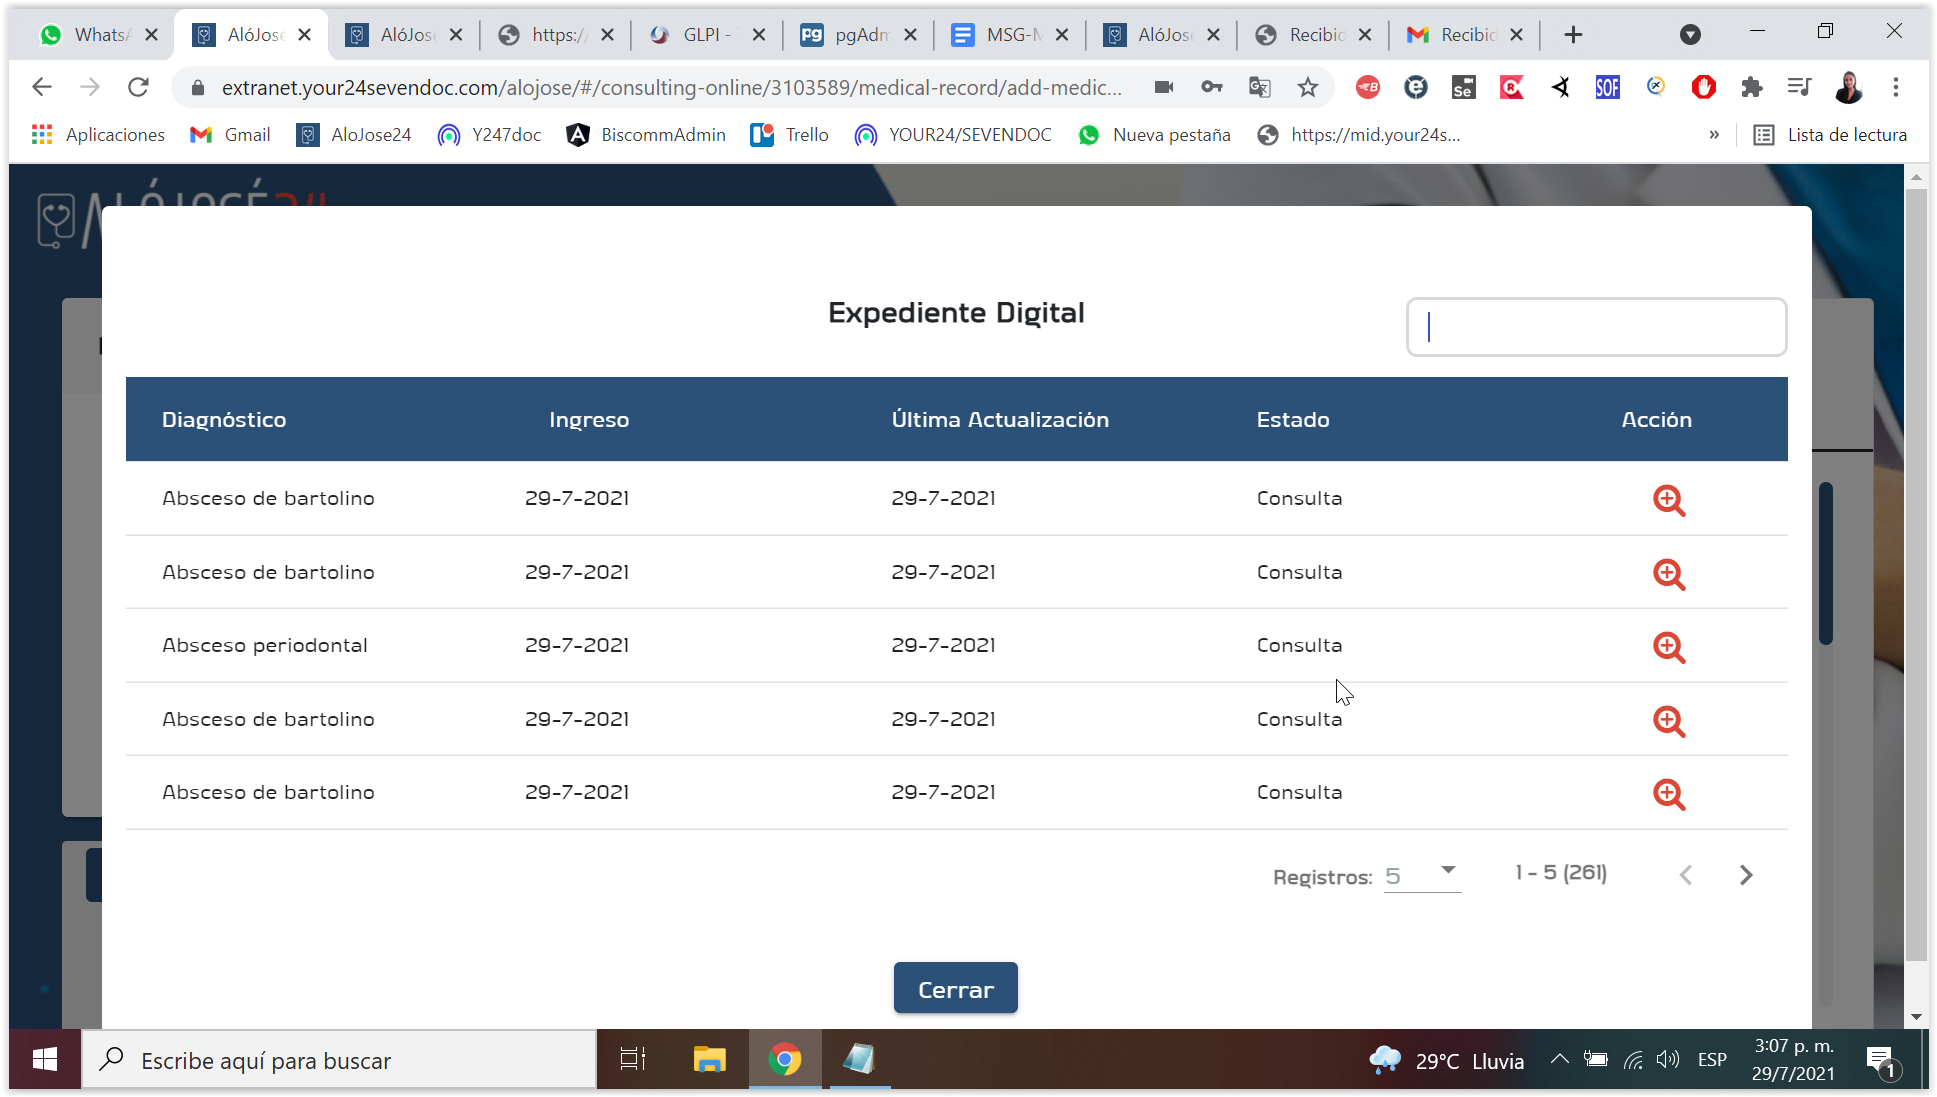 WhatsA
AlóJose
AlóJose
https:/
GLPI -
pgAdm
MSG-M
AlóJose
Recibid
Recibid
extranet.your24sevendoc.com/alojose/#/consulting-online/3103589/medical-record/add-medic...
Aplicaciones
Gmail
AloJose24
Y247doc
BiscommAdmin
Trello
YOUR24/SEVENDOC
Nueva pestaña
https://mid.your24s...
»
Lista de lectura
ALÓJOSÉ24
Expediente Digital
Diagnóstico Ingreso Última Actualización Estado Acción
Absceso de bartolino 29-7-2021 29-7-2021 Consulta
Absceso de bartolino 29-7-2021 29-7-2021 Consulta
Absceso periodontal 29-7-2021 29-7-2021 Consulta
Absceso de bartolino 29-7-2021 29-7-2021 Consulta
Absceso de bartolino 29-7-2021 29-7-2021 Consulta
Registros: 5 1 - 5 (261)
Cerrar
Escribe aquí para buscar
29°C Lluvia
ESP
3:07 p. m.
29/7/2021
1